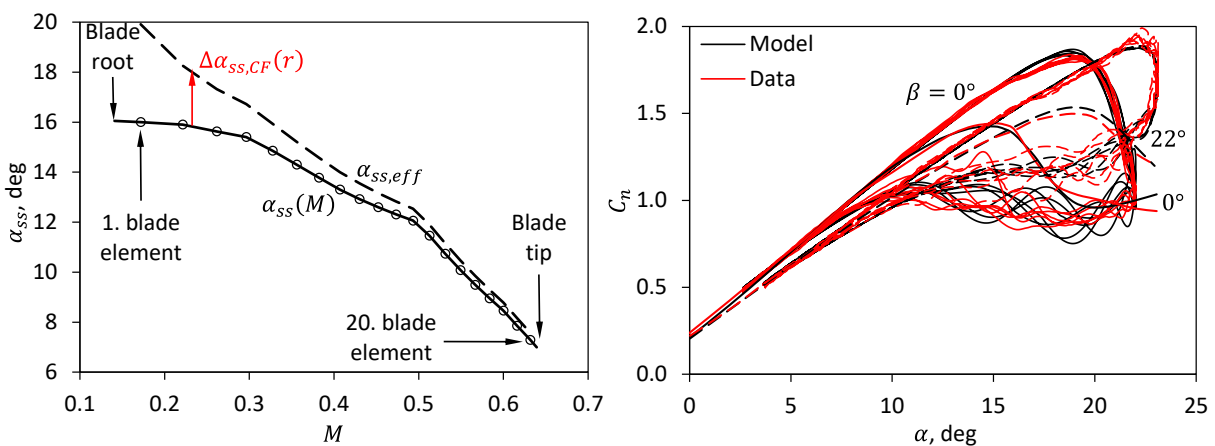 20
18
16
14
12
10
8
6
α_ss, deg
Blade
root
Δα_ss,CF(r)
α_ss,eff
α_ss(M)
1. blade
element
Blade
tip
20. blade
element
0.1 0.2 0.3 0.4 0.5 0.6 0.7
M
2.0
1.5
1.0
0.5
0.0
C_n
Model
Data
β = 0°
22°
0°
0 5 10 15 20 25
α, deg